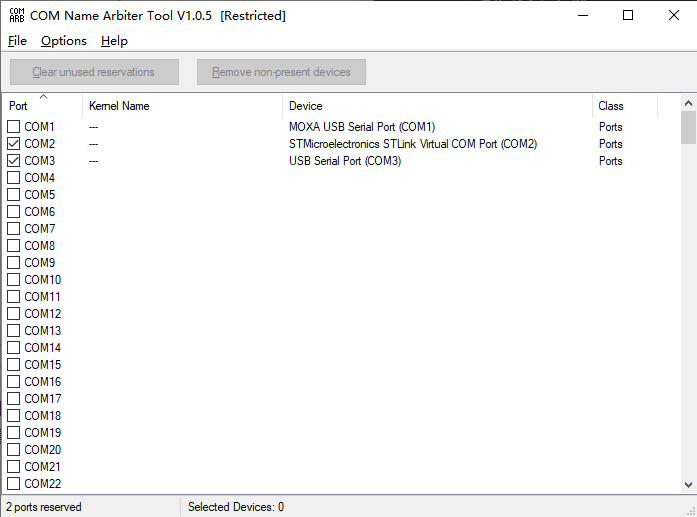 COM ARB COM Name Arbiter Tool V1.0.5 [Restricted]
File Options Help
Clear unused reservations Remove non-present devices
Port Kernel Name Device Class
COM1 --- MOXA USB Serial Port (COM1) Ports
COM2 --- STMicroelectronics STLink Virtual COM Port (COM2) Ports
COM3 --- USB Serial Port (COM3) Ports
COM4
COM5
COM6
COM7
COM8
COM9
COM10
COM11
COM12
COM13
COM14
COM15
COM16
COM17
COM18
COM19
COM20
COM21
COM22
2 ports reserved Selected Devices: 0